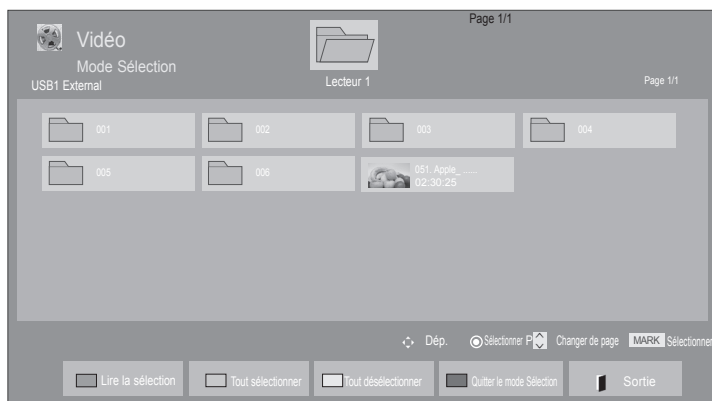 Page 1/1
Vidéo
Mode Sélection
USB1 External
Lecteur 1
Page 1/1
001
002
003
004
005
006
051. Apple_ ......
02:30:25
Dép.
Sélectionner
P
Changer de page
MARK
Sélectionner
Lire la sélection
Tout sélectionner
Tout désélectionner
Quitter le mode Sélection
Sortie